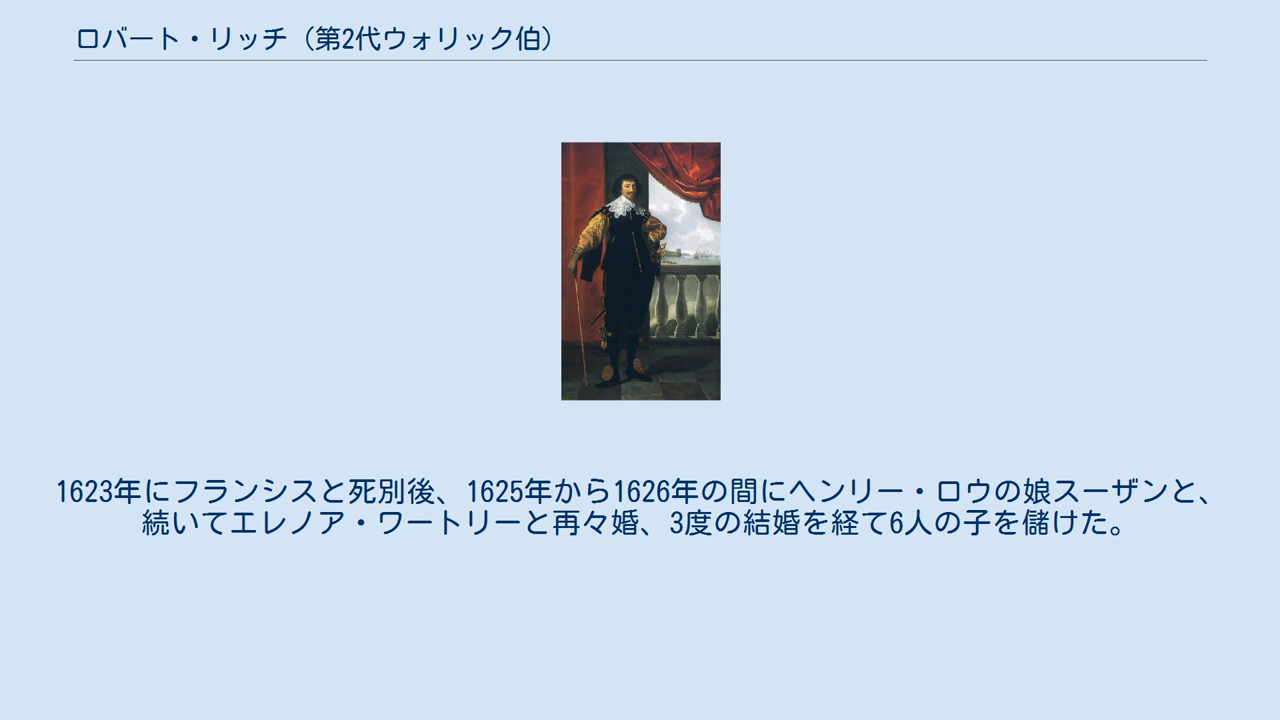 ロバート・リッチ（第2代ウォリック伯）
1623年にフランシスと死別後、1625年から1626年の間にヘンリー・ロウの娘スーザンと、
続いてエレノア・ワートリーと再々婚、3度の結婚を経て6人の子を儲けた。